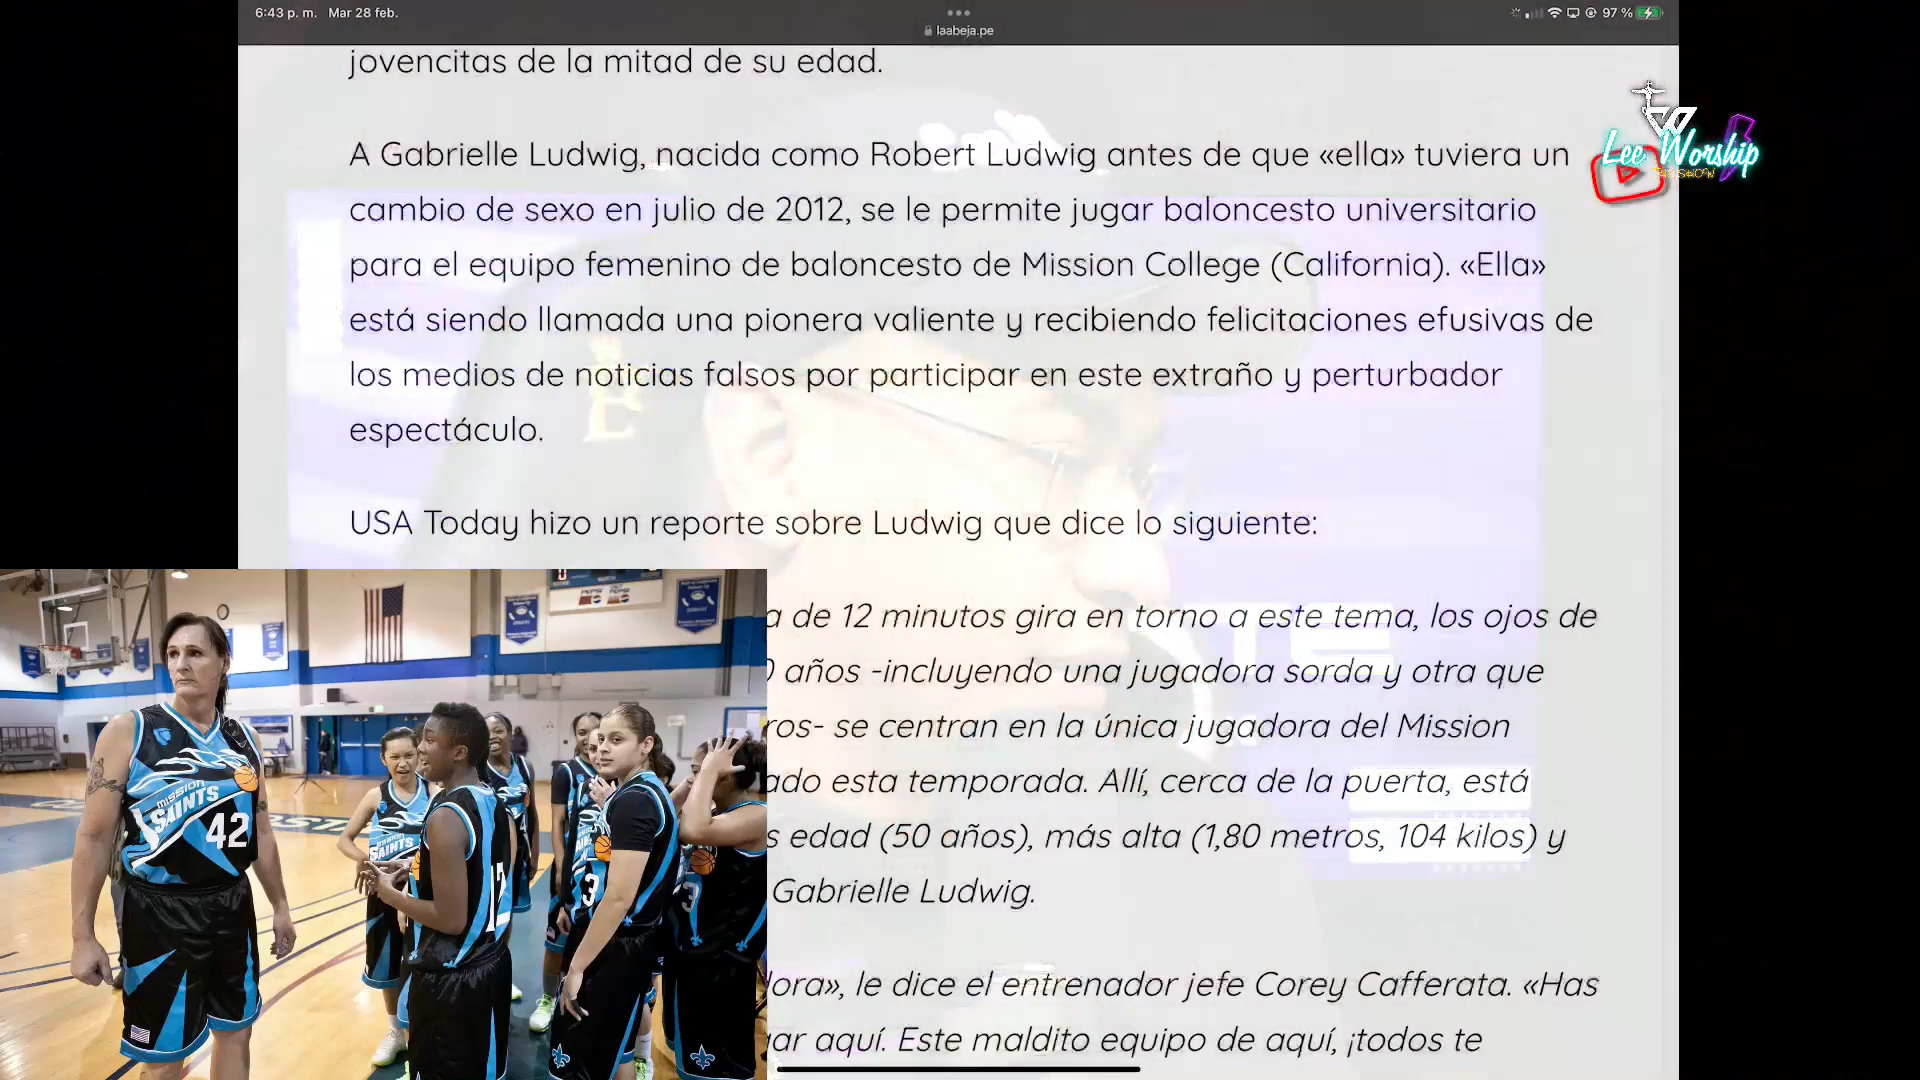 6:43 p. m. Mar 28 feb.
97 %
laabeja.pe
jovencitas de la mitad de su edad.
Lee Worship
A Gabrielle Ludwig, nacida como Robert Ludwig antes de que «ella» tuviera un
cambio de sexo en julio de 2012, se le permite jugar baloncesto universitario
para el equipo femenino de baloncesto de Mission College (California). «Ella»
está siendo llamada una pionera valiente y recibiendo felicitaciones efusivas de
los medios de noticias falsos por participar en este extraño y perturbador
espectáculo.
USA Today hizo un reporte sobre Ludwig que dice lo siguiente:
a de 12 minutos gira en torno a este tema, los ojos de
0 años -incluyendo una jugadora sorda y otra que
ros- se centran en la única jugadora del Mission
ado esta temporada. Allí, cerca de la puerta, está
s edad (50 años), más alta (1,80 metros, 104 kilos) y
Gabrielle Ludwig.
dora», le dice el entrenador jefe Corey Cafferata. «Has
ar aquí. Este maldito equipo de aquí, ¡todos te
MISSION
SAINTS
42
SAINTS
12
3
3